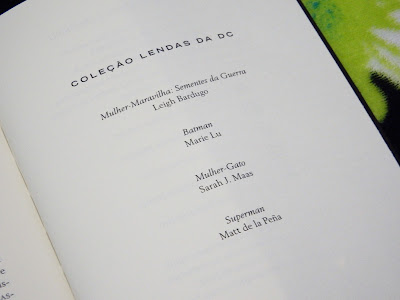 COLEÇÃO LENDAS DA DC
Mulher-Maravilha: Sementes da Guerra
Leigh Bardugo
Batman
Marie Lu
Mulher-Gato
Sarah J. Maas
Superman
Matt de la Peña